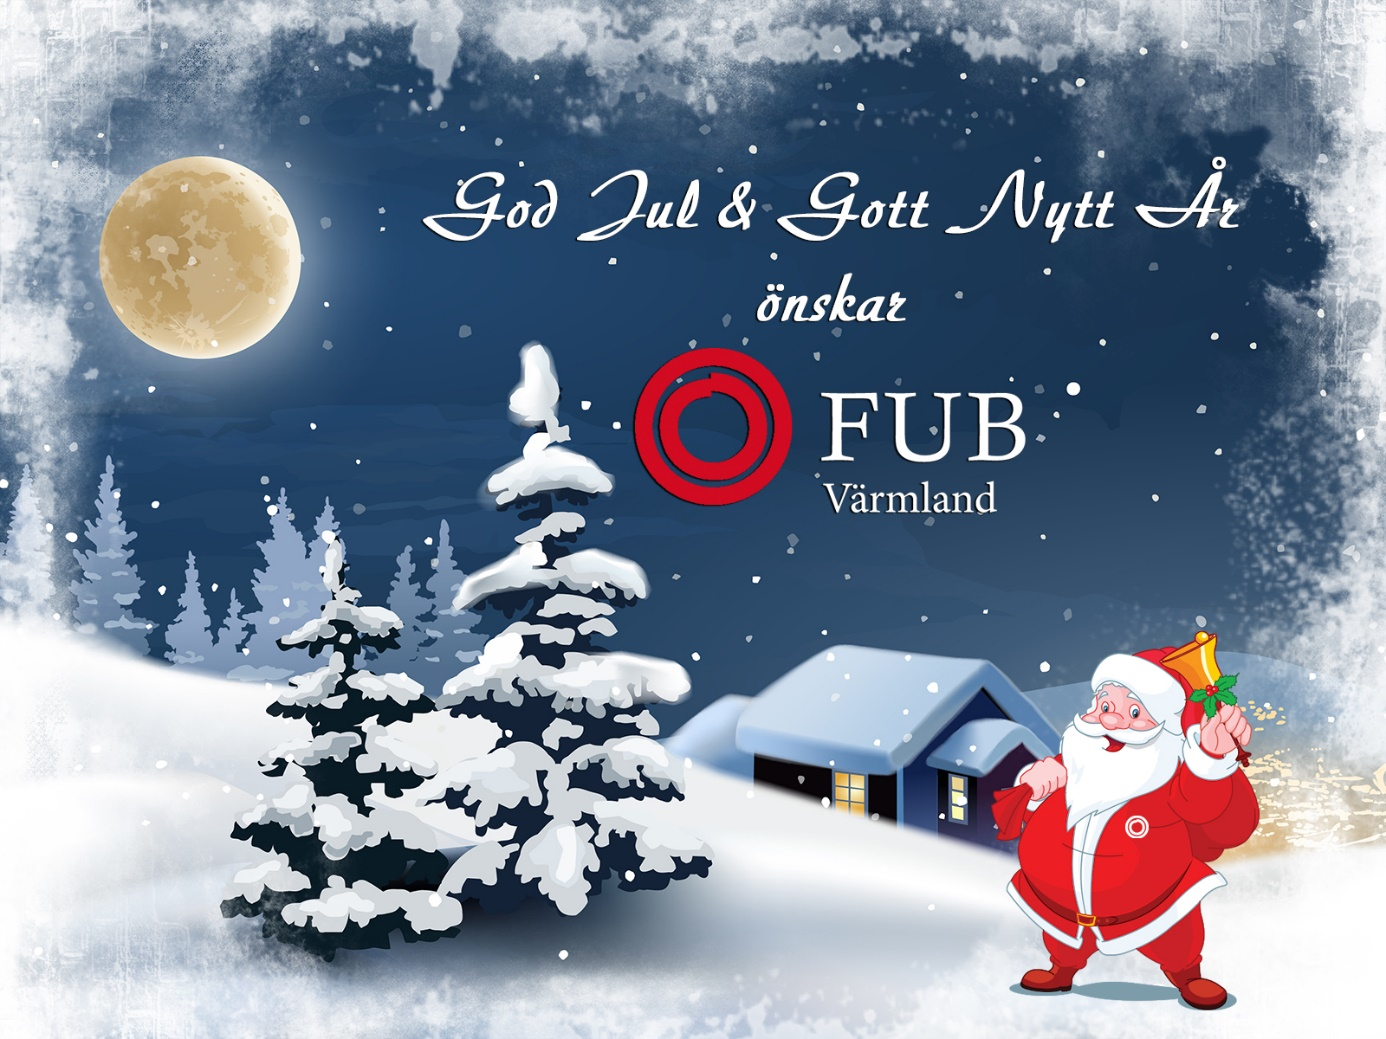 God Jul & Gott Nytt År
önskar
FUB
Värmland